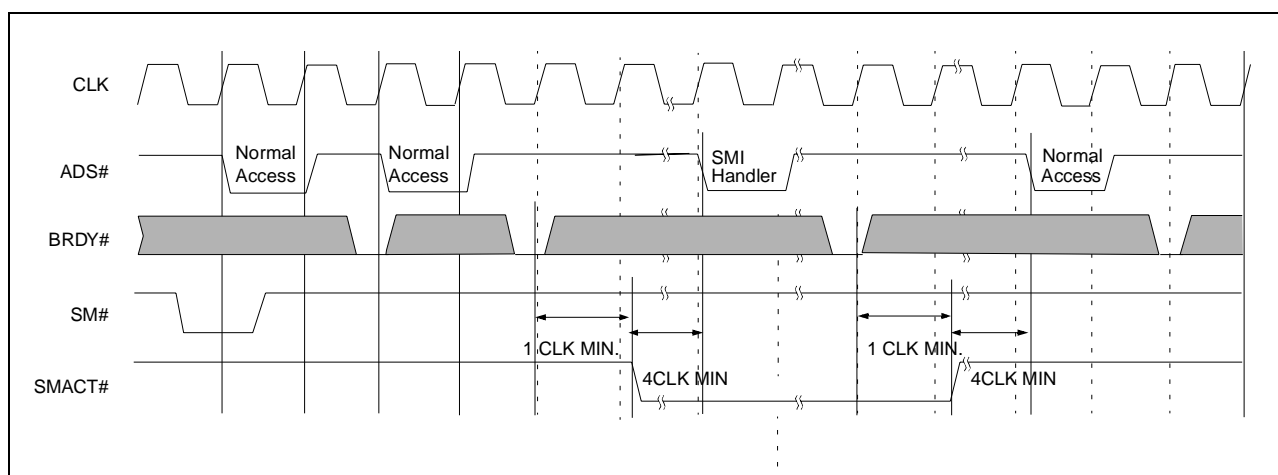 CLK
ADS#
Normal
Access
Normal
Access
SMI
Handler
Normal
Access
BRDY#
SM#
1 CLK MIN.
1 CLK MIN.
SMACT#
4CLK MIN
4CLK MIN